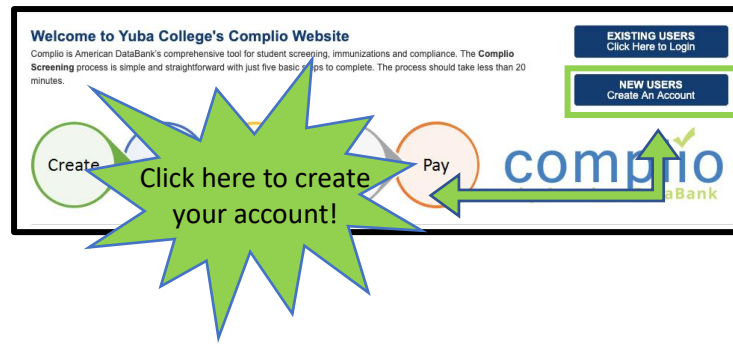 Welcome to Yuba College's Complio Website
Complio is American DataBank's comprehensive tool for student screening, immunizations and compliance. The Complio
Screening process is simple and straightforward with just five basic steps to complete. The process should take less than 20
minutes.
EXISTING USERS
Click Here to Login
NEW USERS
Create An Account
Create
Pay
Click here to create
your account!
complio
aBank